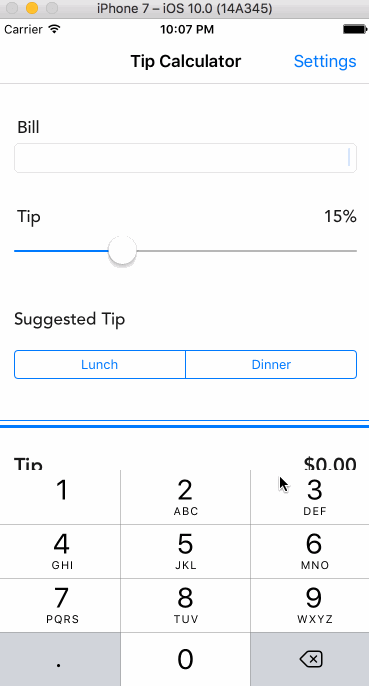 iPhone 7 – iOS 10.0 (14A345)
Carrier 10:07 PM
Tip Calculator Settings
Bill
Tip 15%
Suggested Tip
Lunch Dinner
Tip $0.00
1 2 3
ABC DEF
4 5 6
GHI JKL MNO
7 8 9
PQRS TUV WXYZ
. 0